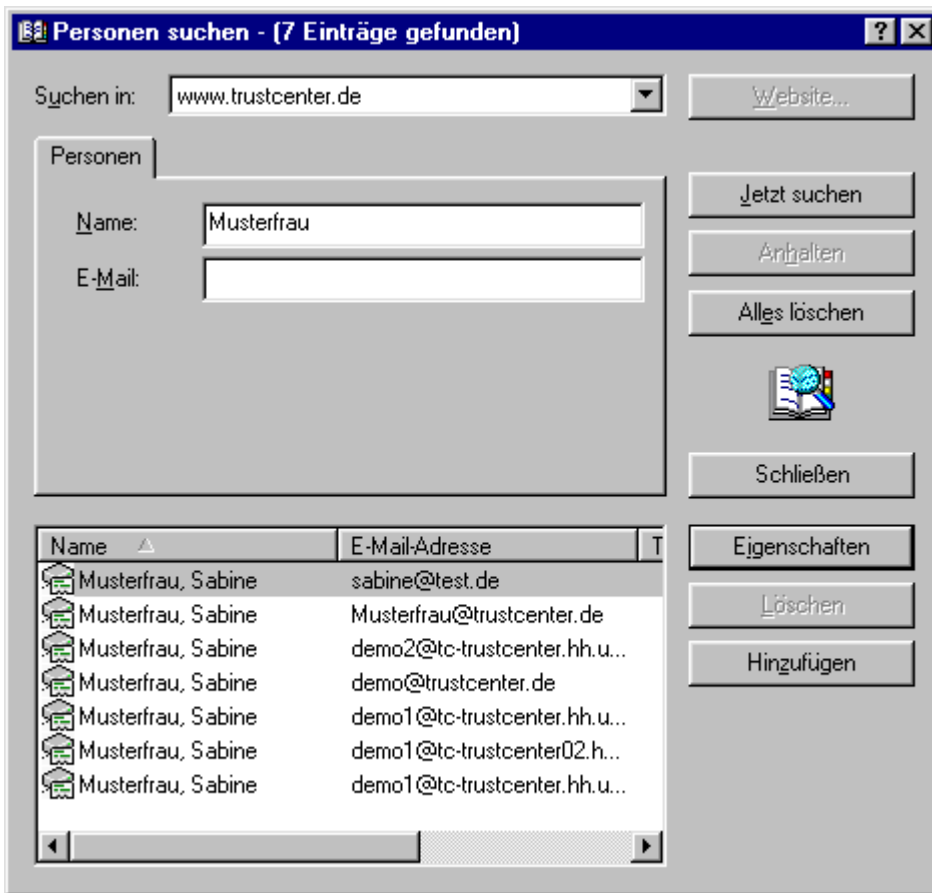 Personen suchen - (7 Einträge gefunden)
Suchen in: www.trustcenter.de
Website...
Personen
Name: Musterfrau
E-Mail:
Jetzt suchen
Anhalten
Alles löschen
Schließen
Name E-Mail-Adresse T
Musterfrau, Sabine sabine@test.de
Musterfrau, Sabine Musterfrau@trustcenter.de
Musterfrau, Sabine demo2@tc-trustcenter.hh.u...
Musterfrau, Sabine demo@trustcenter.de
Musterfrau, Sabine demo1@tc-trustcenter.hh.u...
Musterfrau, Sabine demo1@tc-trustcenter02.h...
Musterfrau, Sabine demo1@tc-trustcenter.hh.u...
Eigenschaften
Löschen
Hinzufügen